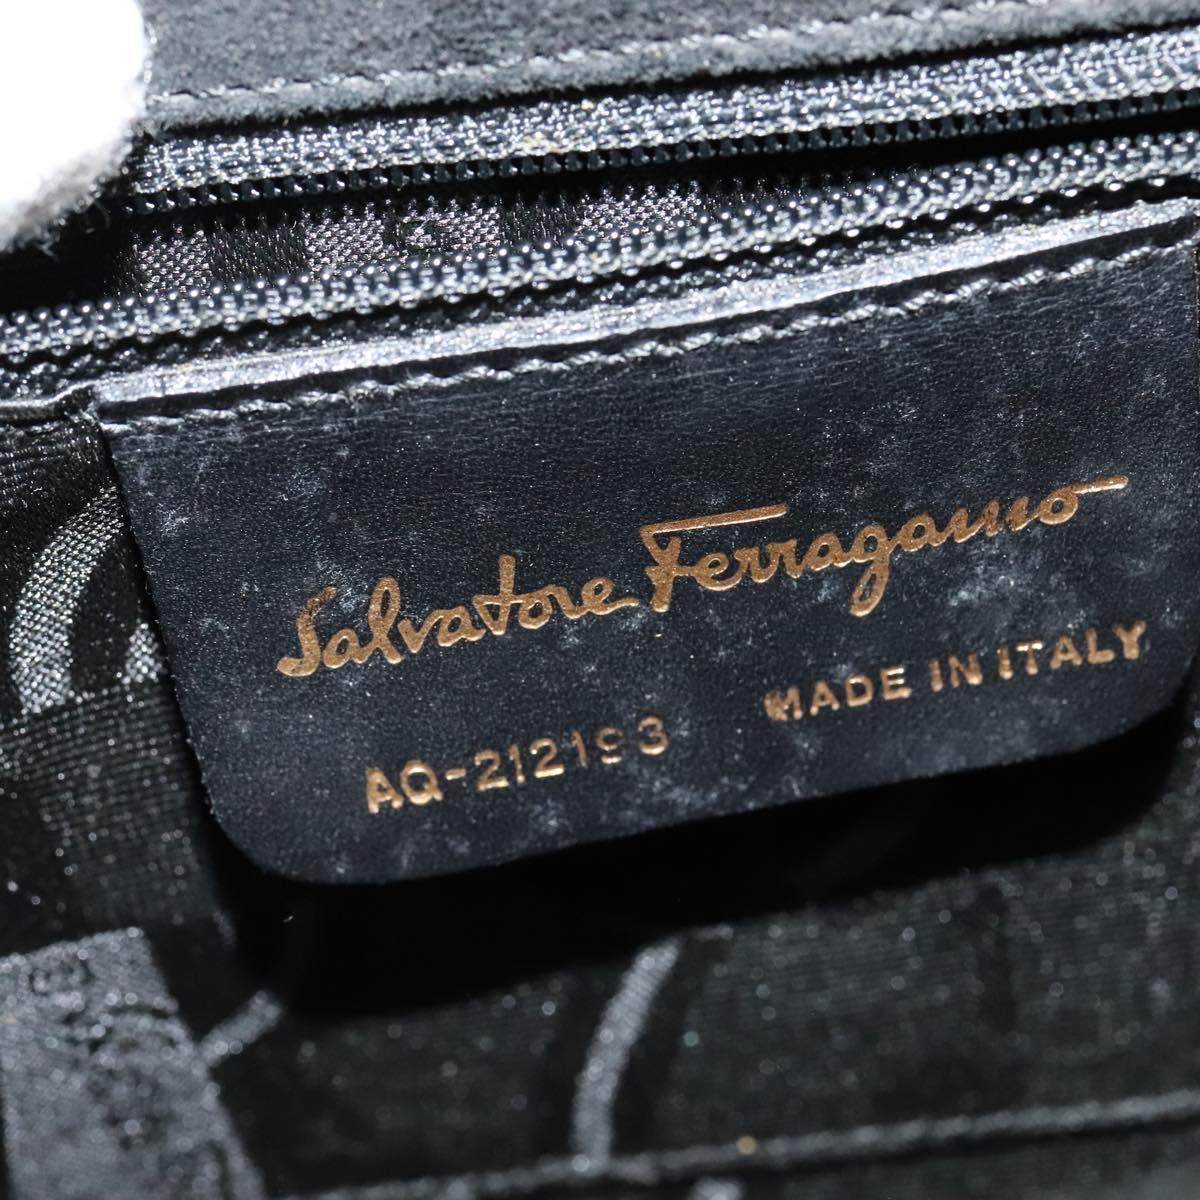 Salvatore Ferragamo
AQ-212193 MADE IN ITALY